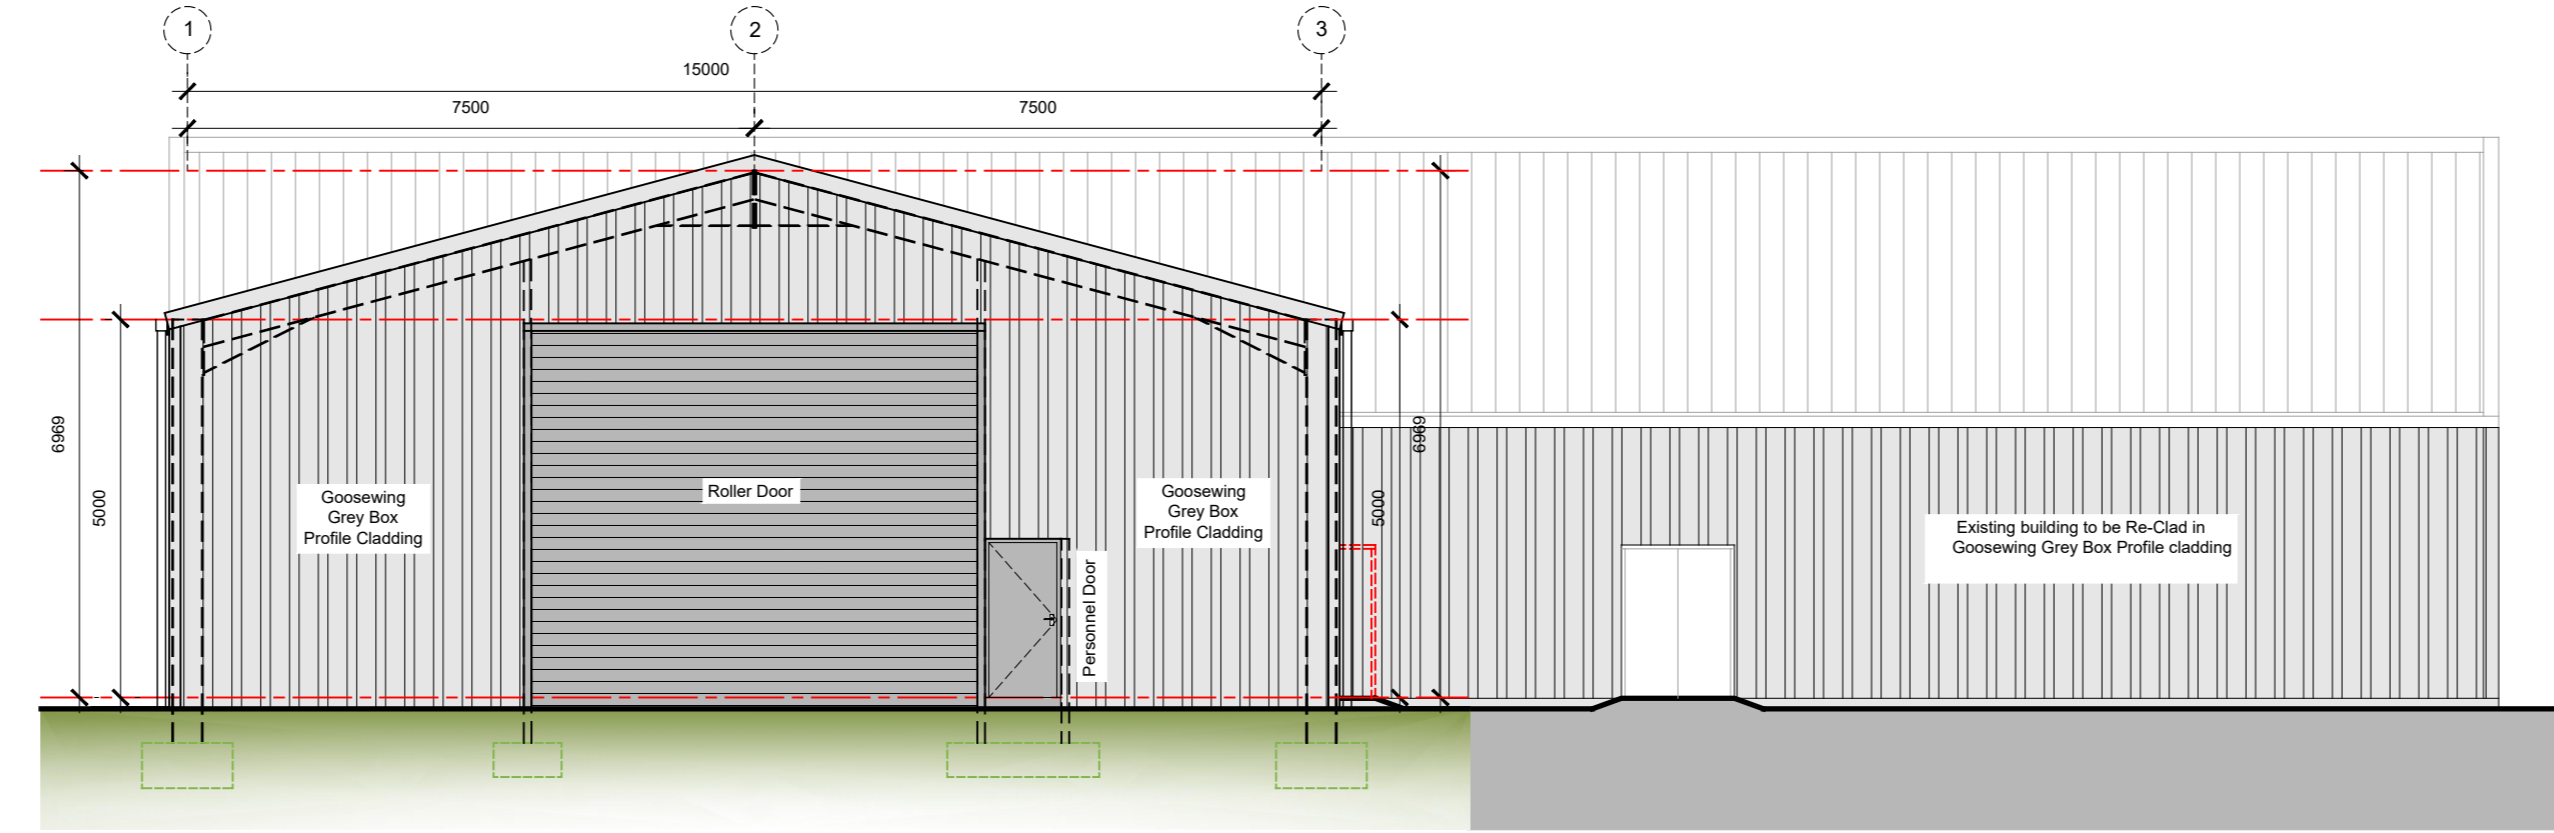 1
2
3
15000
7500
7500
6969
5000
Goosewing
Grey Box
Profile Cladding
Roller Door
Personnel Door
Goosewing
Grey Box
Profile Cladding
5000
6969
Existing building to be Re-Clad in
Goosewing Grey Box Profile cladding